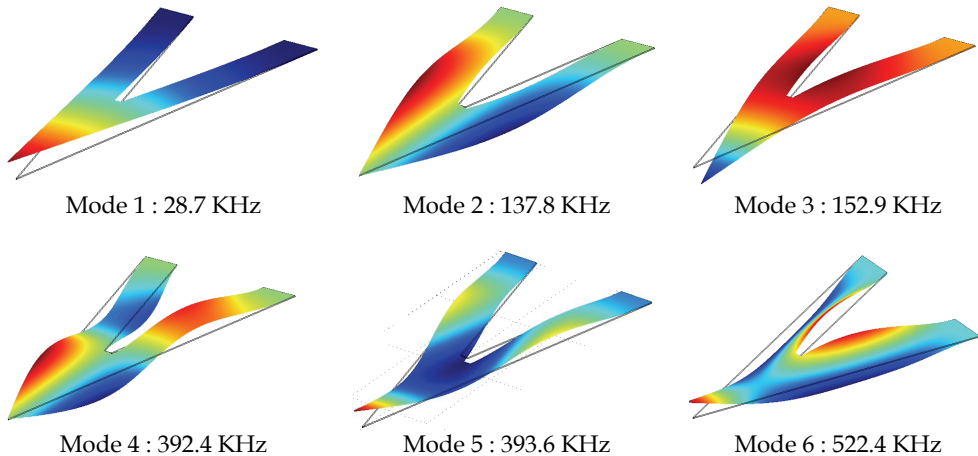 Mode 1 : 28.7 KHz
Mode 2 : 137.8 KHz
Mode 3 : 152.9 KHz
Mode 4 : 392.4 KHz
Mode 5 : 393.6 KHz
Mode 6 : 522.4 KHz